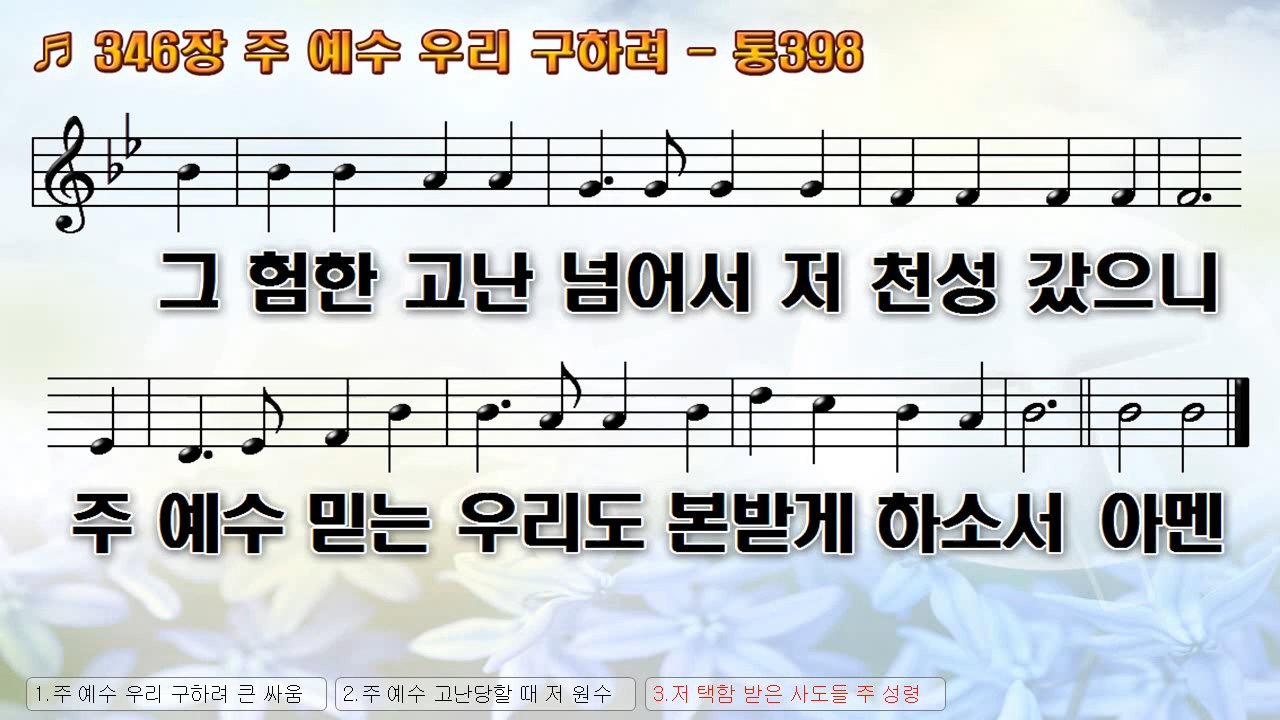 346장 주 예수 우리 구하려 - 통398
그 험한 고난 넘어서 저 천성 갔으니
주 예수 믿는 우리도 본받게 하소서 아멘
1.주 예수 우리 구하려 큰 싸움
2.주 예수 고난당할 때 저 원수
3.저 택함 받은 사도들 주 성령